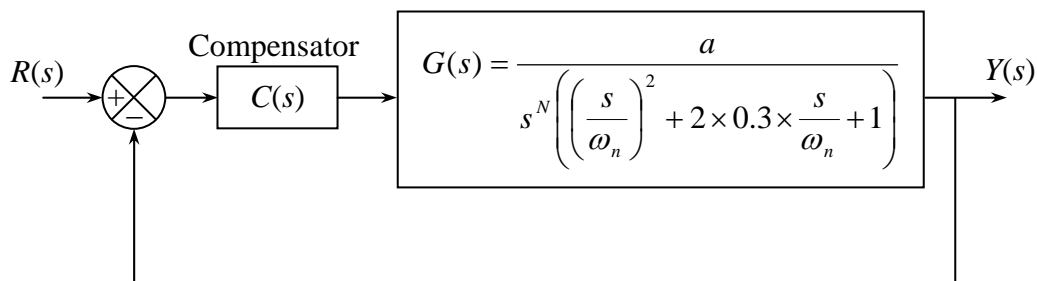 Compensator
R(s)
+
−
C(s)
G(s) = a / (s^N ((s/ω_n)^2 + 2 × 0.3 × s/ω_n + 1))
Y(s)